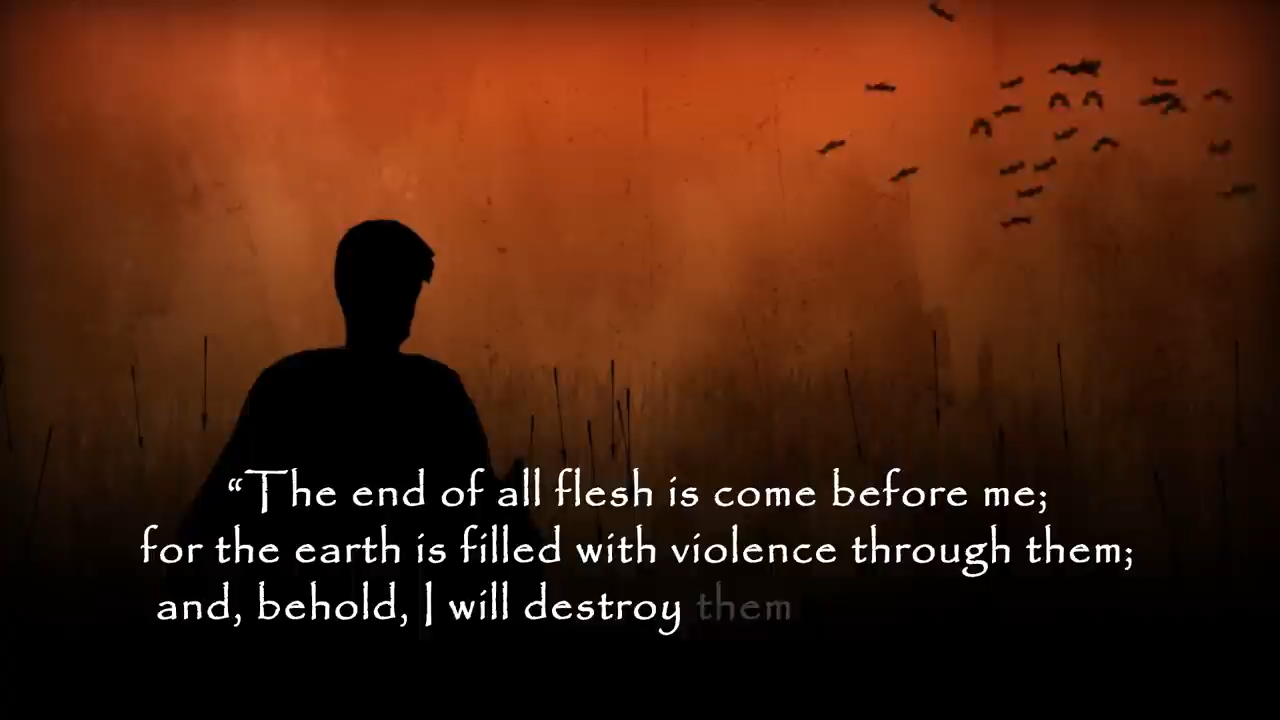 “The end of all flesh is come before me;
for the earth is filled with violence through them;
and, behold, I will destroy them